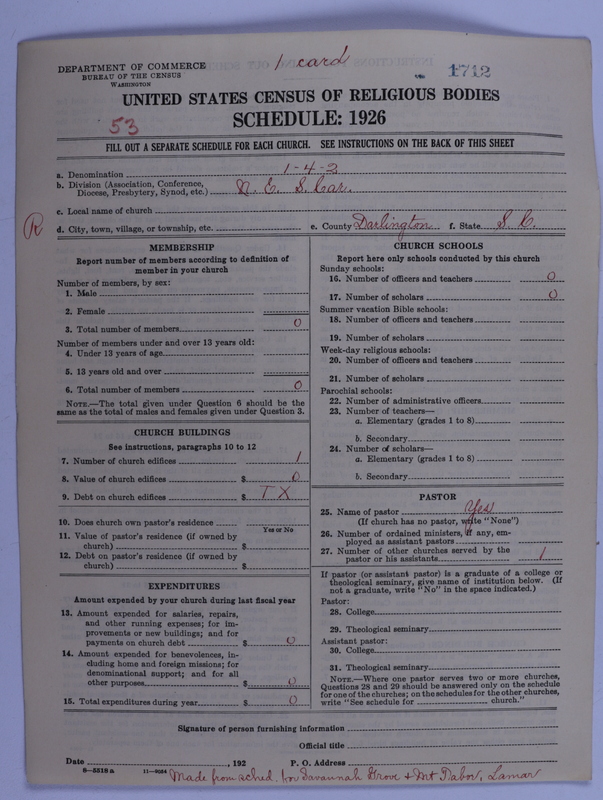 1 card
1742
DEPARTMENT OF COMMERCE
BUREAU OF THE CENSUS
WASHINGTON
UNITED STATES CENSUS OF RELIGIOUS BODIES
53
SCHEDULE: 1926
FILL OUT A SEPARATE SCHEDULE FOR EACH CHURCH. SEE INSTRUCTIONS ON THE BACK OF THIS SHEET
a. Denomination 1-4-2
b. Division (Association, Conference,
Diocese, Presbytery, Synod, etc.) N. E. S. Car.
c. Local name of church
R
d. City, town, village, or township, etc. e. County Darlington f. State S. C.
MEMBERSHIP
Report number of members according to definition of
member in your church
Number of members, by sex:
1. Male
2. Female
3. Total number of members 0
Number of members under and over 13 years old:
4. Under 13 years of age
5. 13 years old and over
6. Total number of members 0
NOTE.—The total given under Question 6 should be the
same as the total of males and females given under Question 3.
CHURCH BUILDINGS
See instructions, paragraphs 10 to 12
7. Number of church edifices 1
8. Value of church edifices $ 0
9. Debt on church edifices $ TX
10. Does church own pastor's residence
Yes or No
11. Value of pastor's residence (if owned by
church) $
12. Debt on pastor's residence (if owned by
church) $
EXPENDITURES
Amount expended by your church during last fiscal year
13. Amount expended for salaries, repairs,
and other running expenses; for im-
provements or new buildings; and for
payments on church debt $ 0
14. Amount expended for benevolences, in-
cluding home and foreign missions; for
denominational support; and for all
other purposes $ 0
15. Total expenditures during year $ 0
CHURCH SCHOOLS
Report here only schools conducted by this church
Sunday schools:
16. Number of officers and teachers 0
17. Number of scholars 0
Summer vacation Bible schools:
18. Number of officers and teachers
19. Number of scholars
Week-day religious schools:
20. Number of officers and teachers
21. Number of scholars
Parochial schools:
22. Number of administrative officers
23. Number of teachers—
a. Elementary (grades 1 to 8)
b. Secondary
24. Number of scholars—
a. Elementary (grades 1 to 8)
b. Secondary
PASTOR
25. Name of pastor Yes
(If church has no pastor, write "None")
26. Number of ordained ministers, if any, em-
ployed as assistant pastors
27. Number of other churches served by the
pastor or his assistants 1
If pastor (or assistant pastor) is a graduate of a college or
theological seminary, give name of institution below. (If
not a graduate, write "No" in the space indicated.)
Pastor:
28. College
29. Theological seminary
Assistant pastor:
30. College
31. Theological seminary
NOTE.—Where one pastor serves two or more churches,
Questions 28 and 29 should be answered only on the schedule
for one of the churches; on the schedules for the other churches,
write "See schedule for church."
Signature of person furnishing information
Official title
Date , 192 P. O. Address
8—5518a 11—9034 Made from sched. for Savannah Grove + Mt Tabor, Lamar